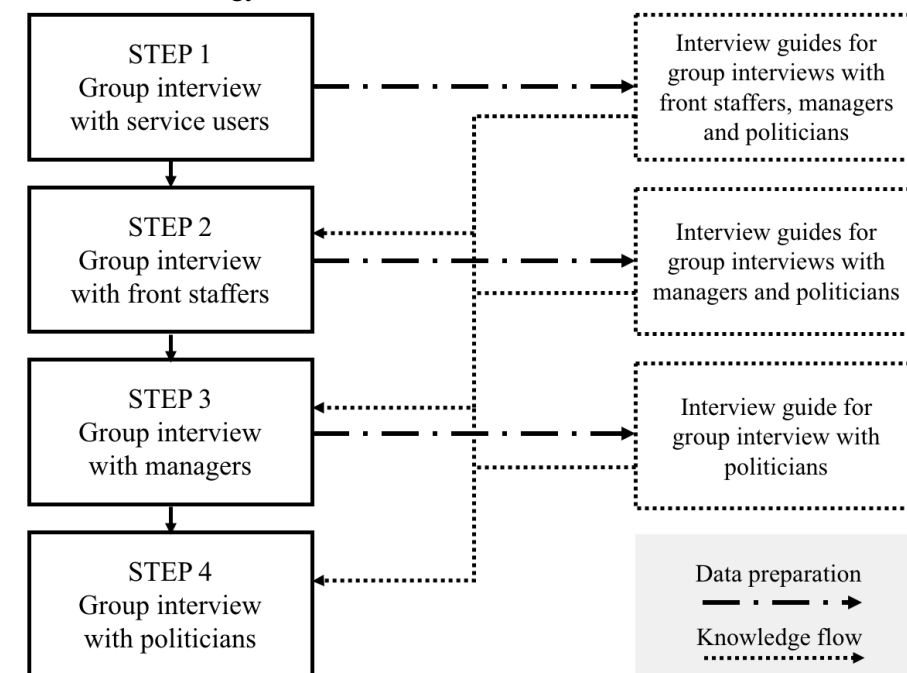 STEP 1
Group interview
with service users
Interview guides for
group interviews with
front staffers, managers
and politicians
STEP 2
Group interview
with front staffers
Interview guides for
group interviews with
managers and politicians
STEP 3
Group interview
with managers
Interview guide for
group interview with
politicians
STEP 4
Group interview
with politicians
Data preparation
Knowledge flow